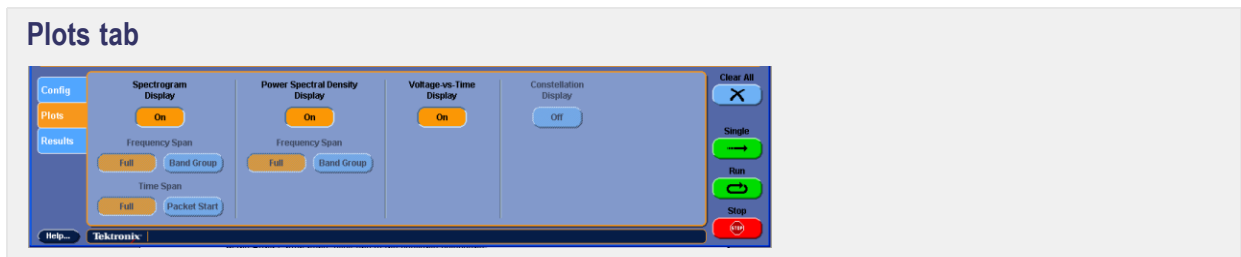 Plots tab
Config
Plots
Results
Spectrogram
Display
On
Frequency Span
Full
Band Group
Time Span
Full
Packet Start
Power Spectral Density
Display
On
Frequency Span
Full
Band Group
Voltage-vs-Time
Display
On
Constellation
Display
Off
Clear All
Single
Run
Stop
STOP
Help...
Tektronix